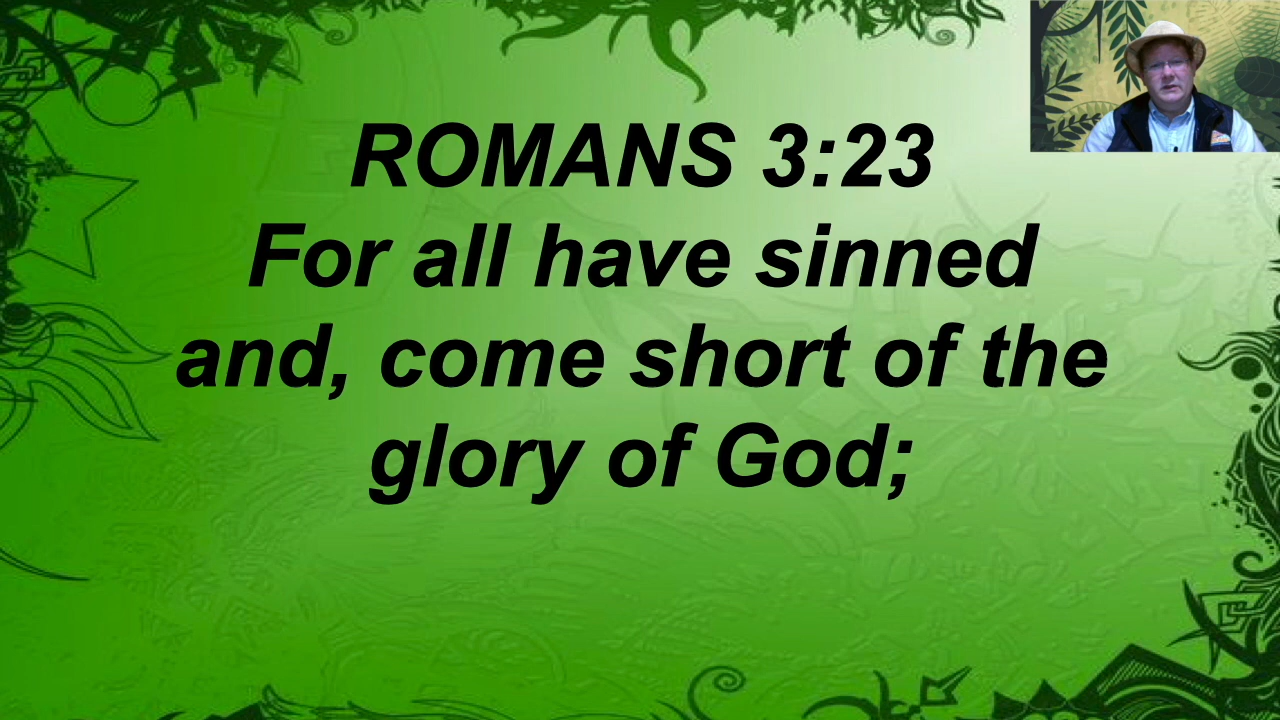 ROMANS 3:23
For all have sinned
and, come short of the
glory of God;